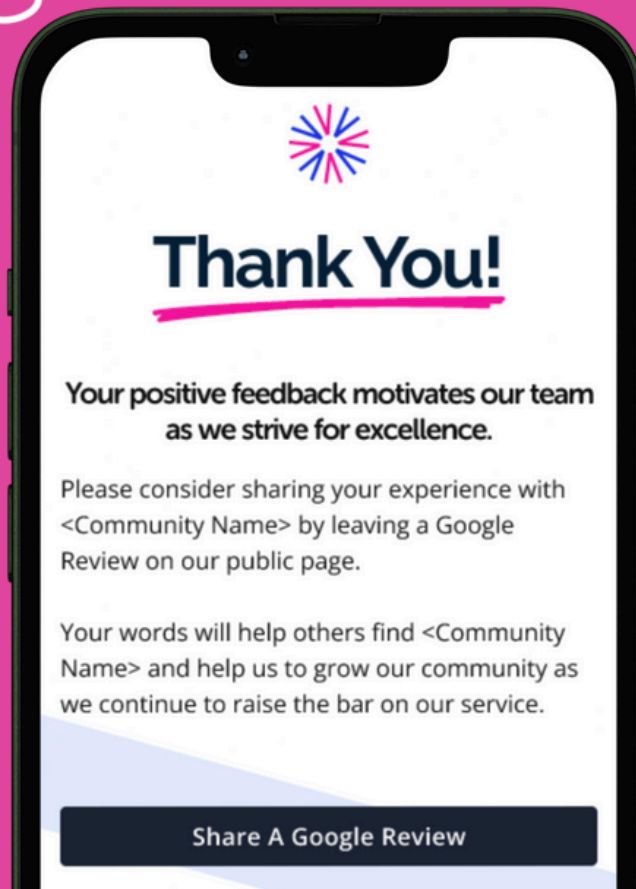 Thank You!
Your positive feedback motivates our team
as we strive for excellence.
Please consider sharing your experience with
<Community Name> by leaving a Google
Review on our public page.
Your words will help others find <Community
Name> and help us to grow our community as
we continue to raise the bar on our service.
Share A Google Review